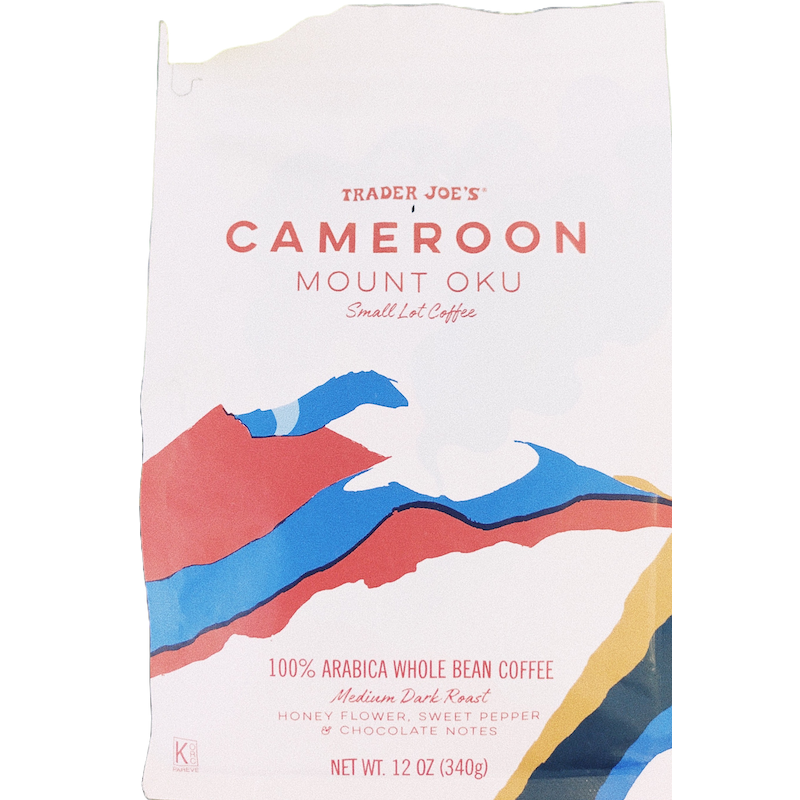 TRADER JOE'S®
CAMEROON
MOUNT OKU
Small Lot Coffee
100% ARABICA WHOLE BEAN COFFEE
Medium Dark Roast
HONEY FLOWER, SWEET PEPPER
& CHOCOLATE NOTES
K
PAREVE
NET WT. 12 OZ (340g)